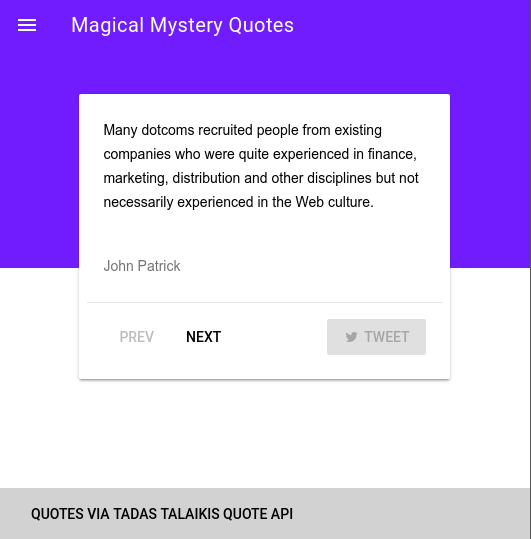 Magical Mystery Quotes
Many dotcoms recruited people from existing
companies who were quite experienced in finance,
marketing, distribution and other disciplines but not
necessarily experienced in the Web culture.
John Patrick
PREV NEXT TWEET
QUOTES VIA TADAS TALAIKIS QUOTE API